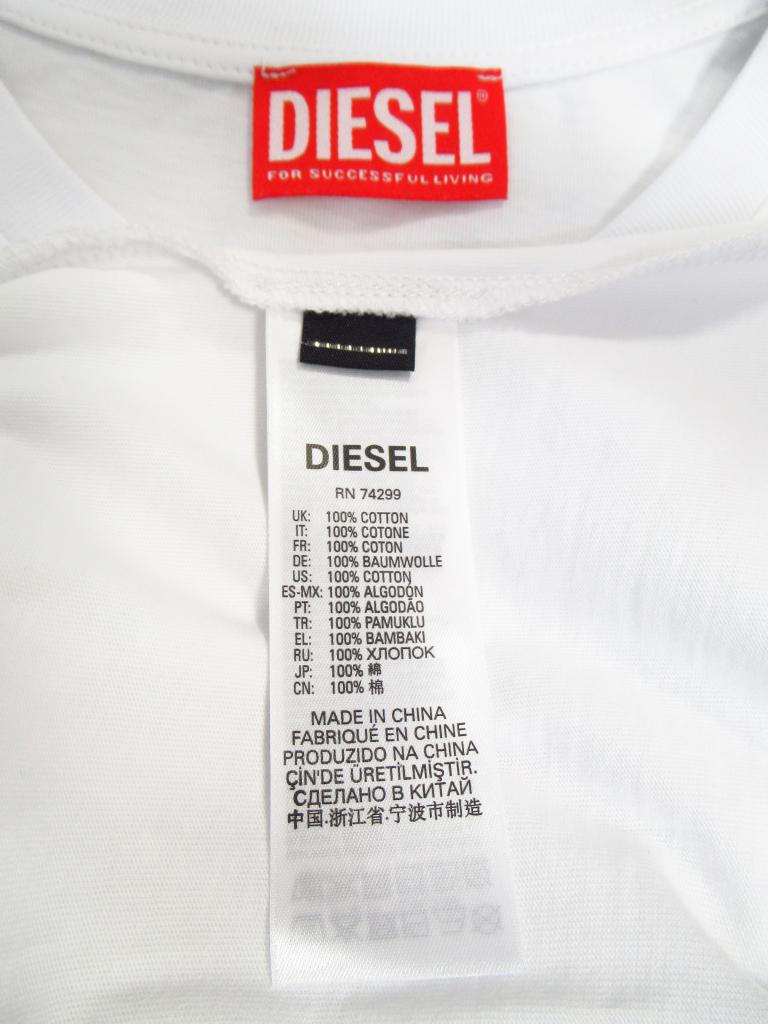 DIESEL®
FOR SUCCESSFUL LIVING
DIESEL
RN 74299
UK: 100% COTTON
IT: 100% COTONE
FR: 100% COTON
DE: 100% BAUMWOLLE
US: 100% COTTON
ES-MX: 100% ALGODÓN
PT: 100% ALGODÃO
TR: 100% PAMUKLU
EL: 100% BAMBAKI
RU: 100% ХЛОПОК
JP: 100% 綿
CN: 100% 棉
MADE IN CHINA
FABRIQUÉ EN CHINE
PRODUZIDO NA CHINA
ÇİN'DE ÜRETİLMİŞTİR.
СДЕЛАНО В КИТАЙ
中国.浙江省.宁波市制造